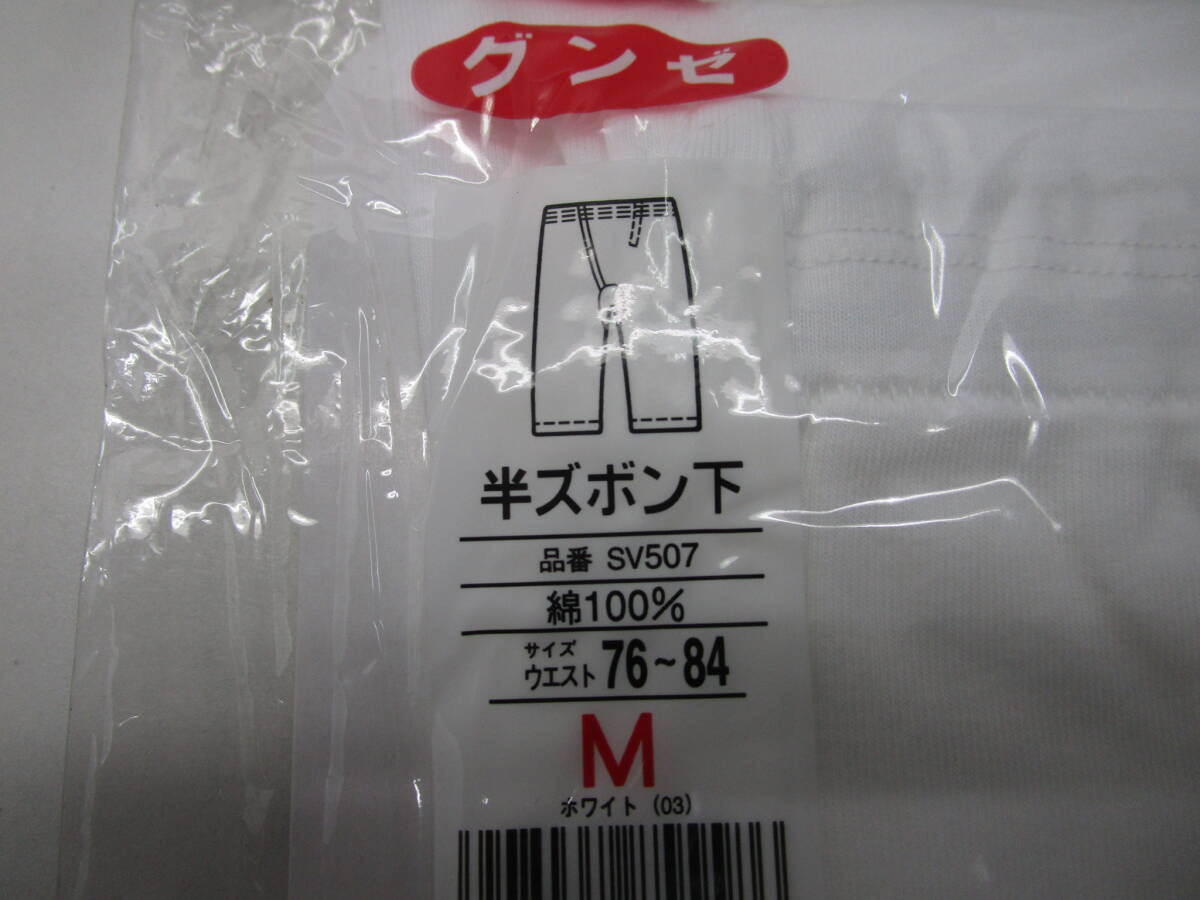 グンゼ
半ズボン下
品番 SV507
綿100%
サイズ
ウエスト 76~84
M
ホワイト (03)